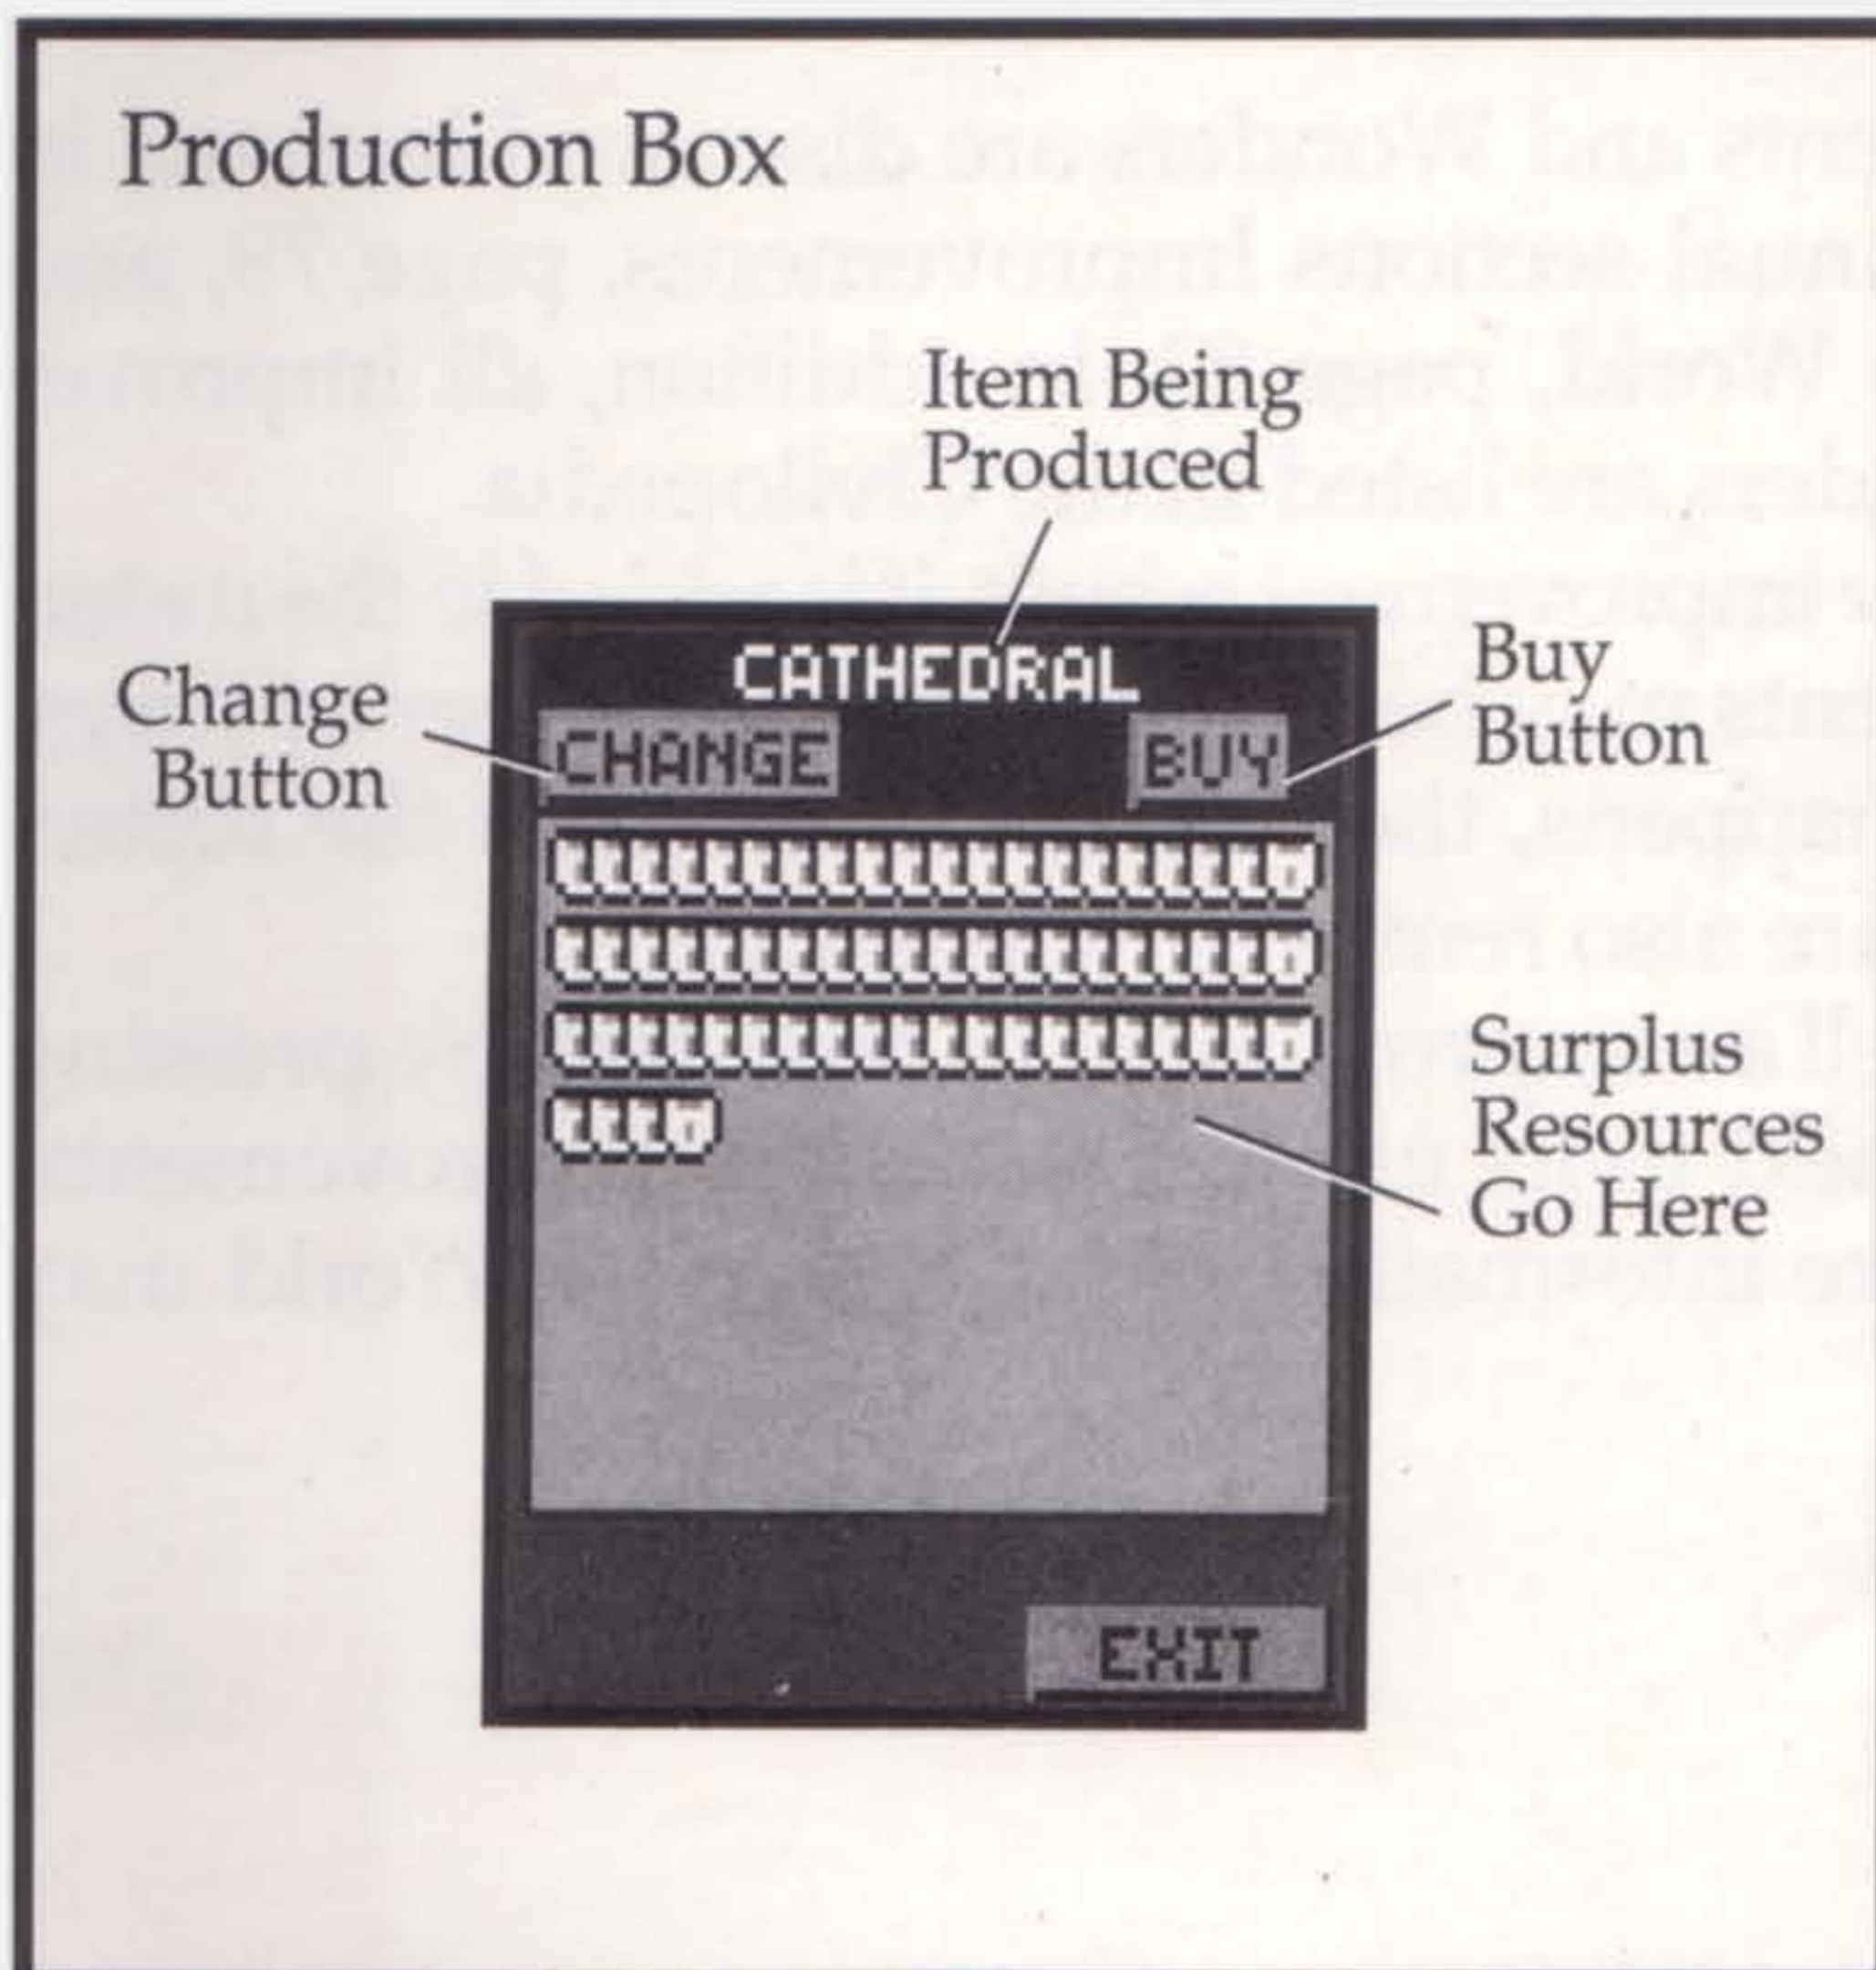 Production Box
Item Being
Produced
Change
Button
CATHEDRAL
CHANGE
BUY
Buy
Button
Surplus
Resources
Go Here
EXIT